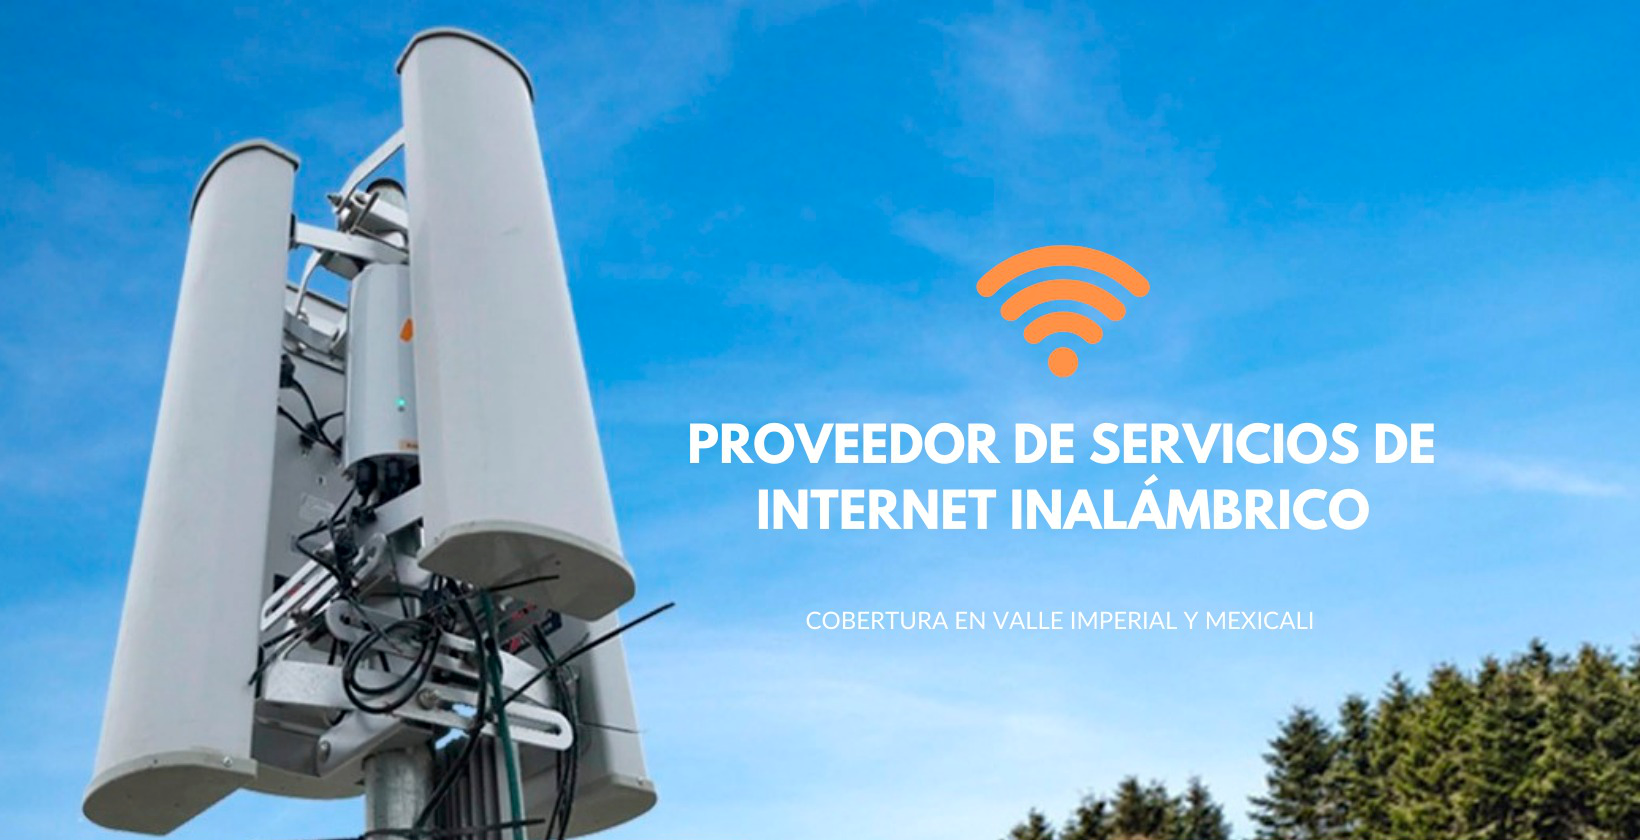 PROVEEDOR DE SERVICIOS DE
INTERNET INALÁMBRICO
COBERTURA EN VALLE IMPERIAL Y MEXICALI